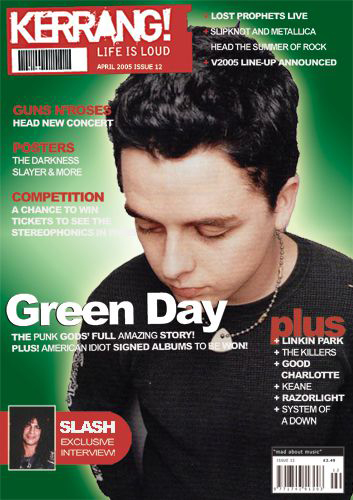 KERRANG!
LIFE IS LOUD
APRIL 2005 ISSUE 12
+ LOST PROPHETS LIVE
+ SLIPKNOT AND METALLICA
HEAD THE SUMMER OF ROCK
+ V2005 LINE-UP ANNOUNCED
GUNS N'ROSES
HEAD NEW CONCERT
POSTERS
THE DARKNESS
SLAYER & MORE
COMPETITION
A CHANCE TO WIN
TICKETS TO SEE THE
STEREOPHONICS IN
Green Day
THE PUNK GODS' FULL AMAZING STORY!
PLUS! AMERICAN IDIOT SIGNED ALBUMS TO BE WON!
plus
+ LINKIN PARK
+ THE KILLERS
+ GOOD
CHARLOTTE
+ KEANE
+ RAZORLIGHT
+ SYSTEM OF
A DOWN
SLASH
EXCLUSIVE
INTERVIEW!
"mad about music"
ISSUE 12